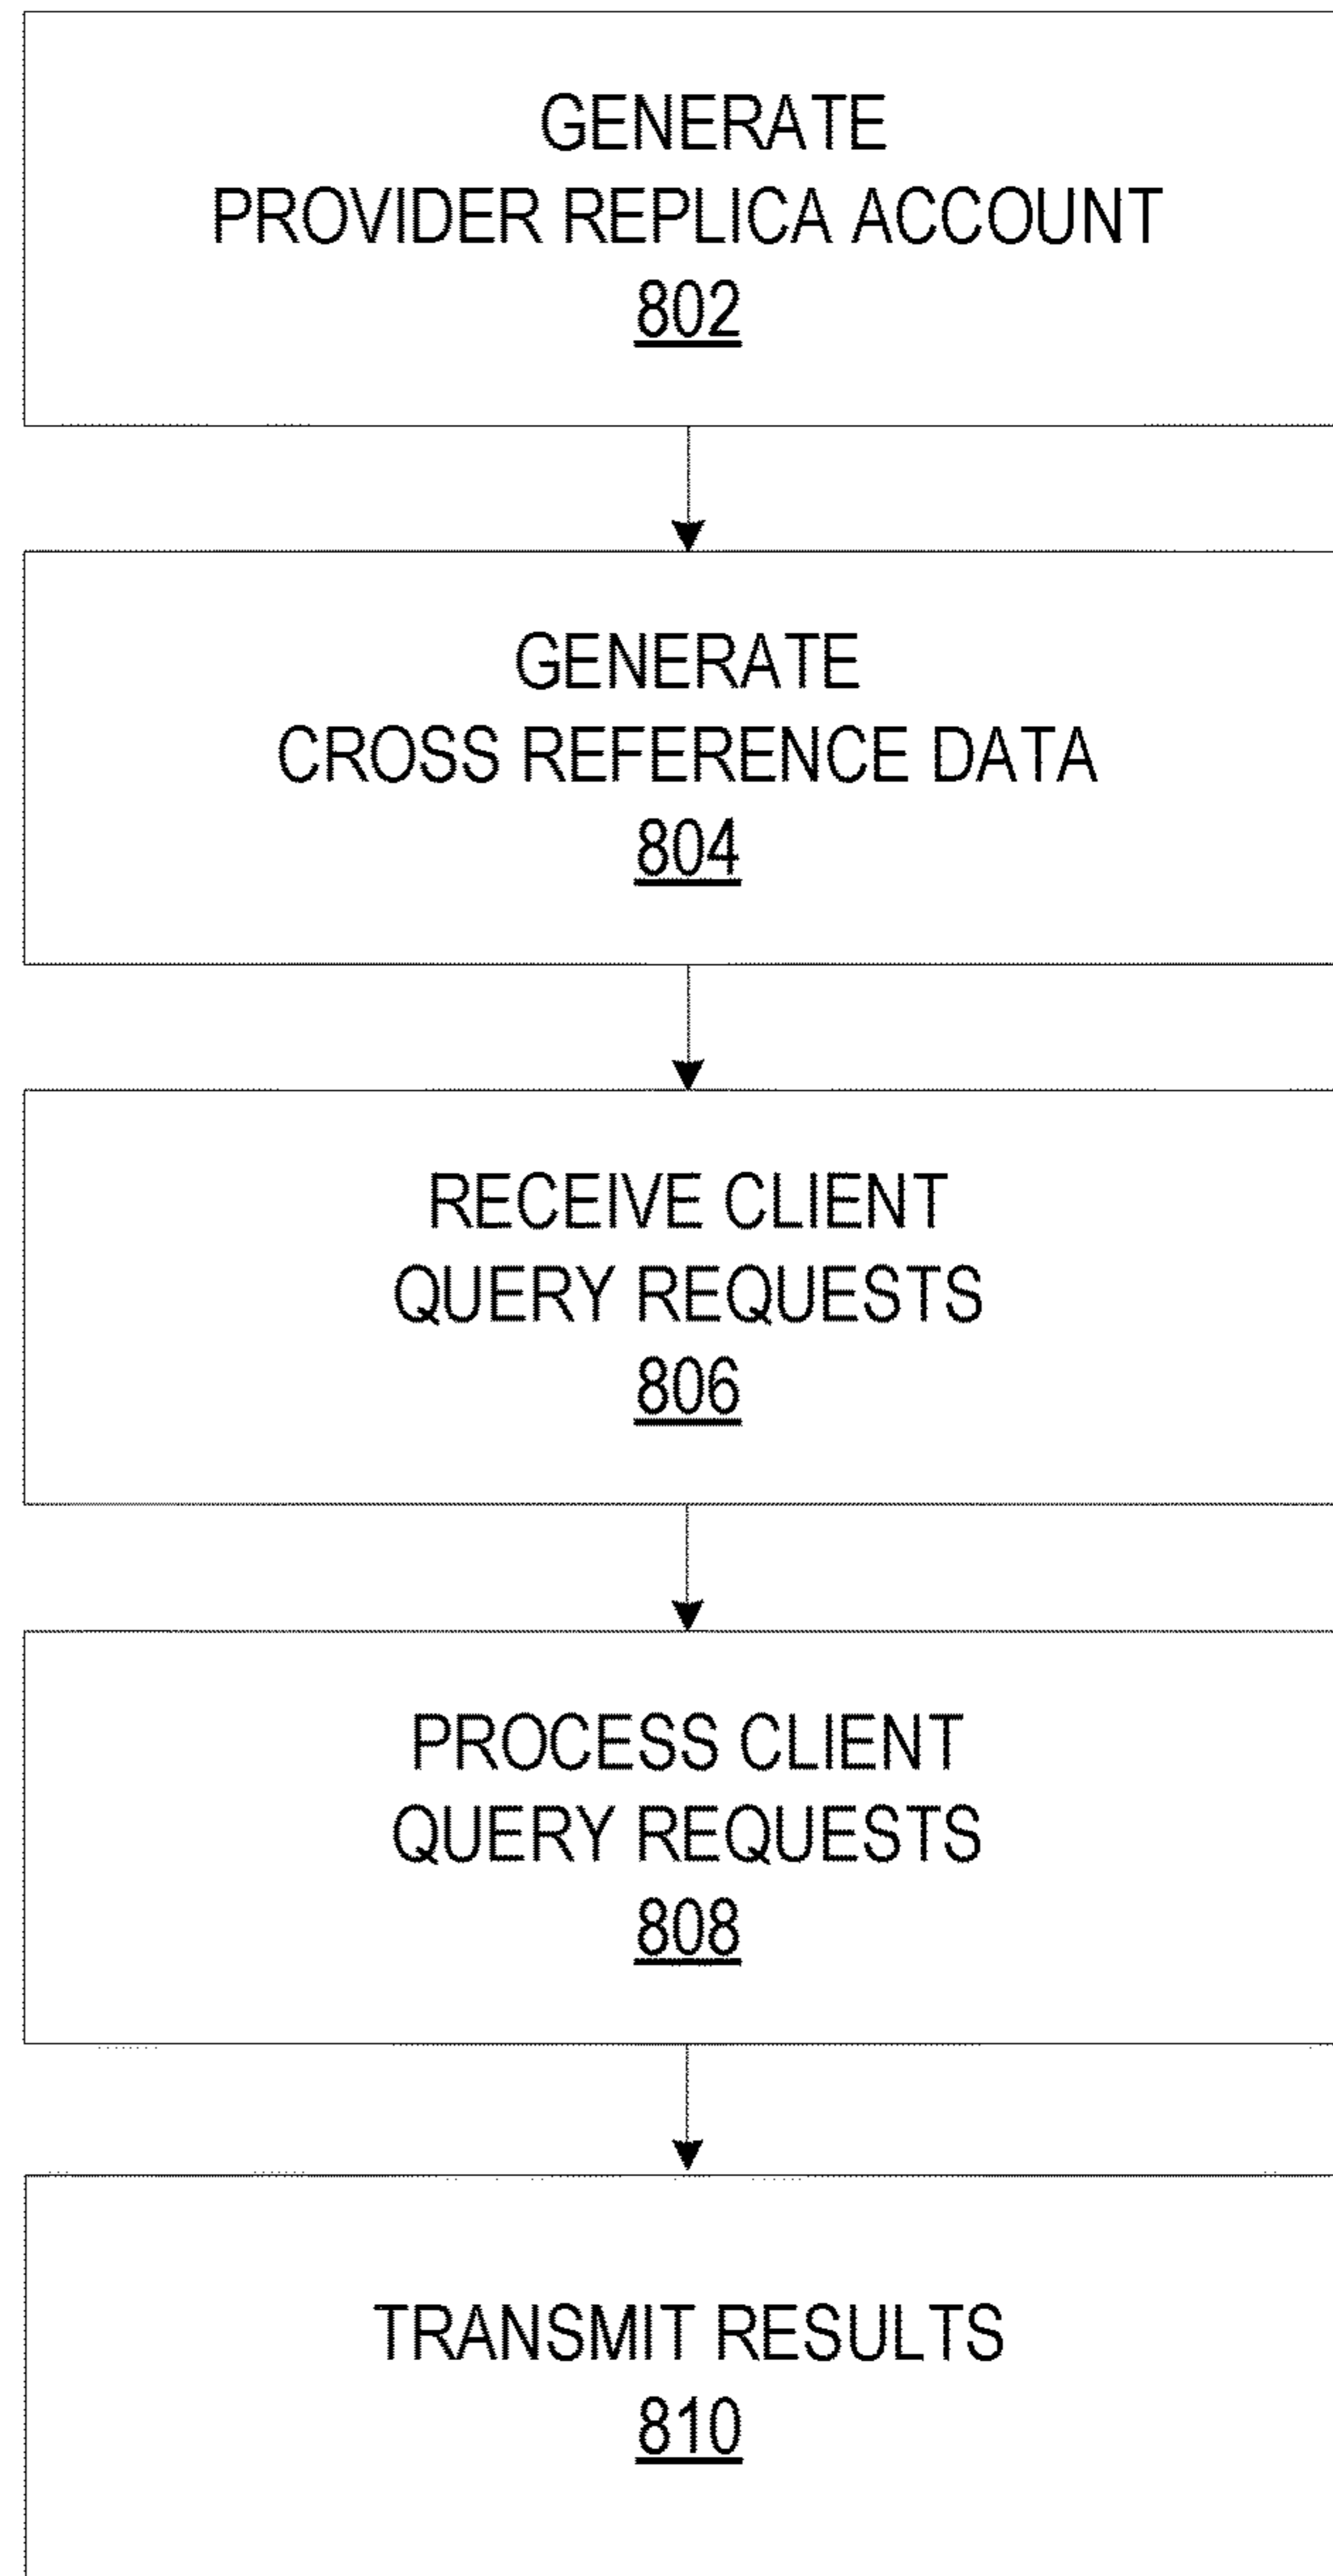 GENERATE
PROVIDER REPLICA ACCOUNT
802
GENERATE
CROSS REFERENCE DATA
804
RECEIVE CLIENT
QUERY REQUESTS
806
PROCESS CLIENT
QUERY REQUESTS
808
TRANSMIT RESULTS
810